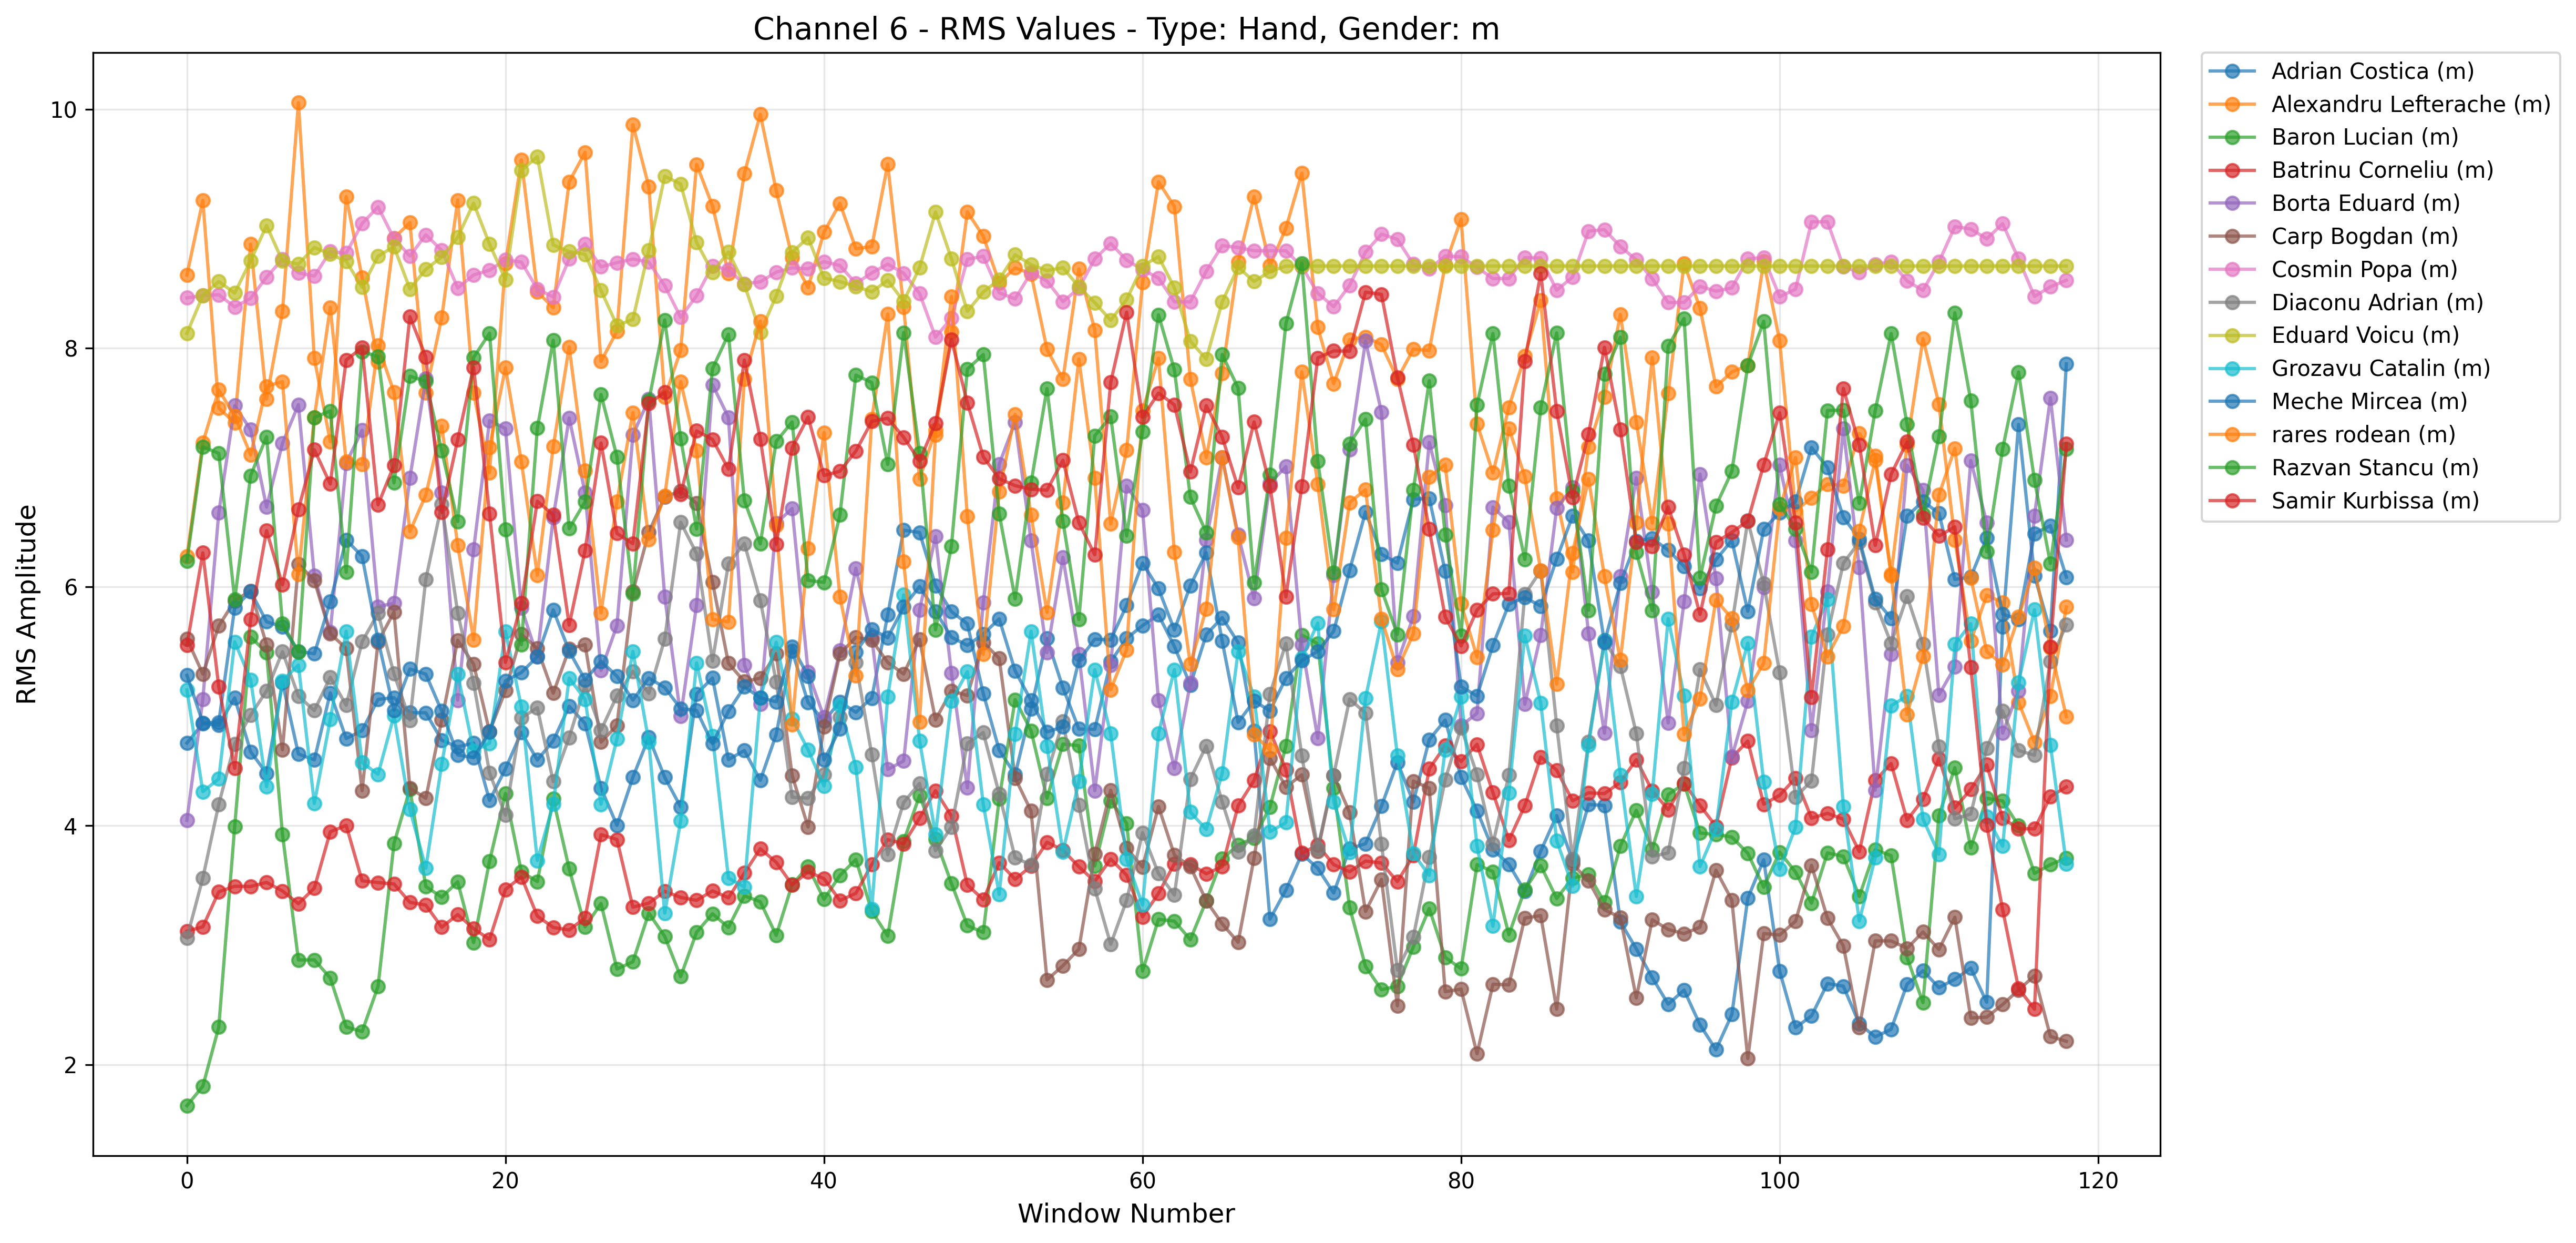 Channel 6 - RMS Values - Type: Hand, Gender: m
RMS Amplitude
10
8
6
4
2
0
20
40
60
80
100
120
Window Number
Adrian Costica (m)
Alexandru Lefterache (m)
Baron Lucian (m)
Batrinu Corneliu (m)
Borta Eduard (m)
Carp Bogdan (m)
Cosmin Popa (m)
Diaconu Adrian (m)
Eduard Voicu (m)
Grozavu Catalin (m)
Meche Mircea (m)
rares rodean (m)
Razvan Stancu (m)
Samir Kurbissa (m)